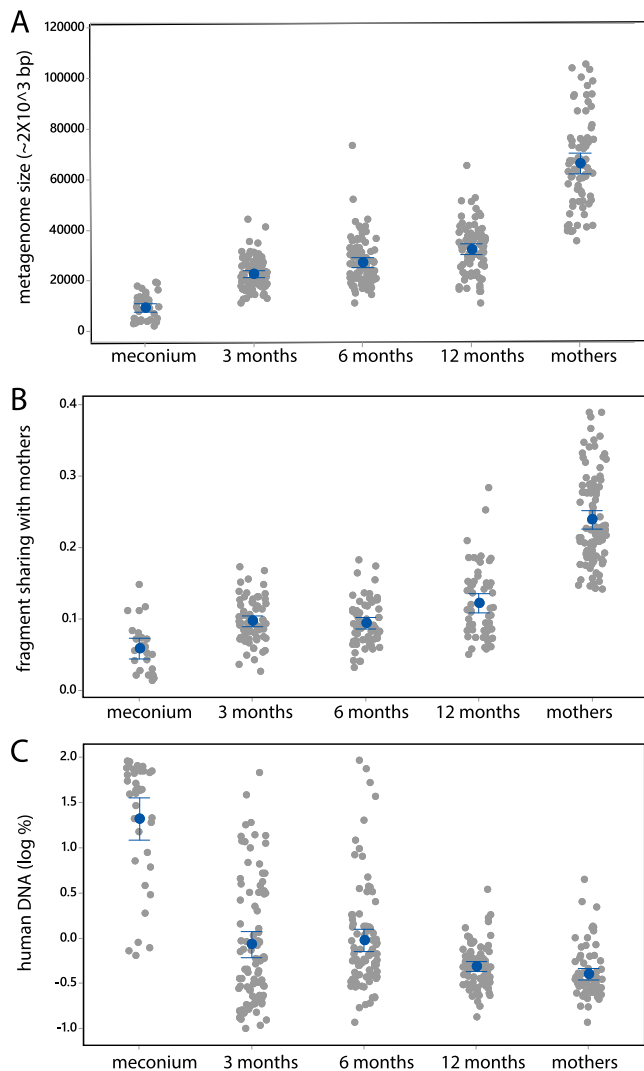 A
120000
100000
80000
60000
40000
20000
0
metagenome size (~2X10^3 bp)
meconium 3 months 6 months 12 months mothers
B
0.4
0.3
0.2
0.1
0.0
fragment sharing with mothers
meconium 3 months 6 months 12 months mothers
C
2.0
1.5
1.0
0.5
0.0
-0.5
-1.0
human DNA (log %)
meconium 3 months 6 months 12 months mothers